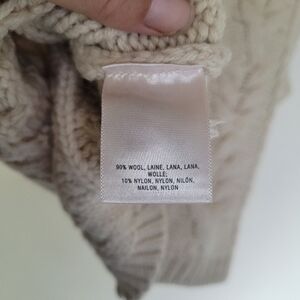 90% WOOL, LAINE, LANA, LANA,
WOLLE;
10% NYLON, NYLON, NILÓN,
NAILON, NYLON